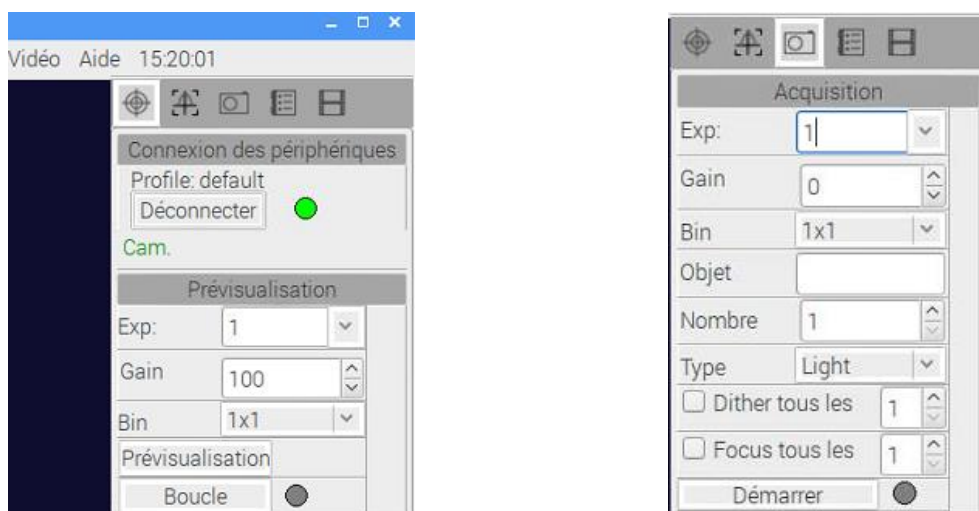 Vidéo Aide 15:20:01
Connexion des périphériques
Profile: default
Déconnecter
Cam.
Prévisualisation
Exp: 1
Gain 100
Bin 1x1
Prévisualisation
Boucle
Acquisition
Exp: 1
Gain 0
Bin 1x1
Objet
Nombre 1
Type Light
Dither tous les 1
Focus tous les 1
Démarrer